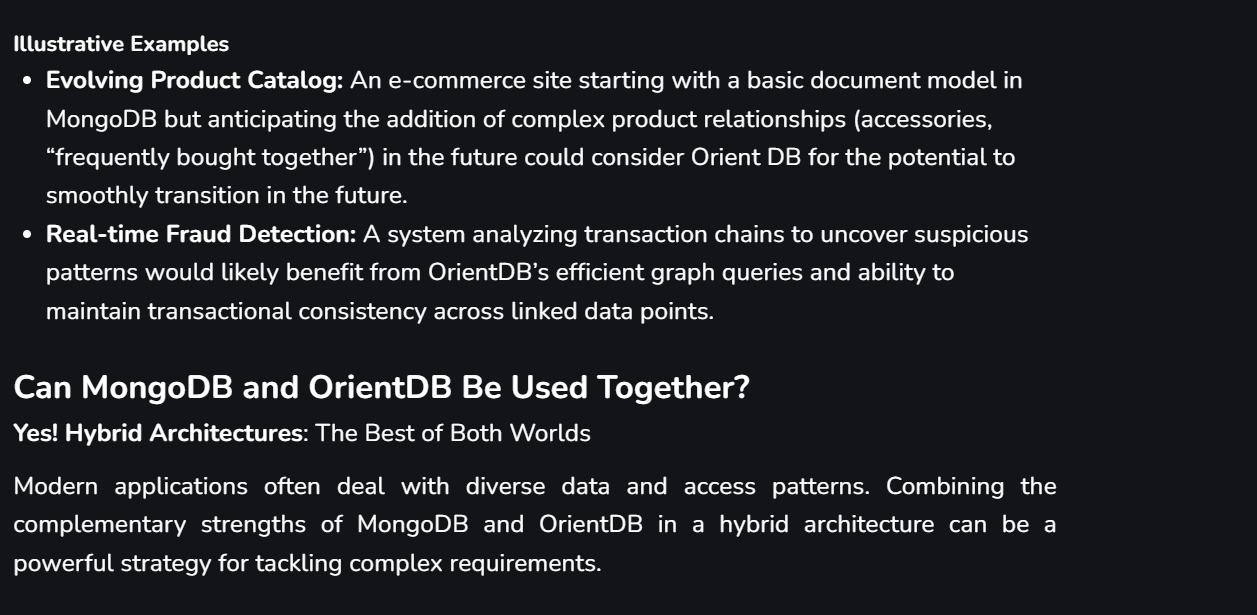 Illustrative Examples
• Evolving Product Catalog: An e-commerce site starting with a basic document model in
MongoDB but anticipating the addition of complex product relationships (accessories,
“frequently bought together”) in the future could consider Orient DB for the potential to
smoothly transition in the future.
• Real-time Fraud Detection: A system analyzing transaction chains to uncover suspicious
patterns would likely benefit from OrientDB’s efficient graph queries and ability to
maintain transactional consistency across linked data points.
Can MongoDB and OrientDB Be Used Together?
Yes! Hybrid Architectures: The Best of Both Worlds
Modern applications often deal with diverse data and access patterns. Combining the
complementary strengths of MongoDB and OrientDB in a hybrid architecture can be a
powerful strategy for tackling complex requirements.